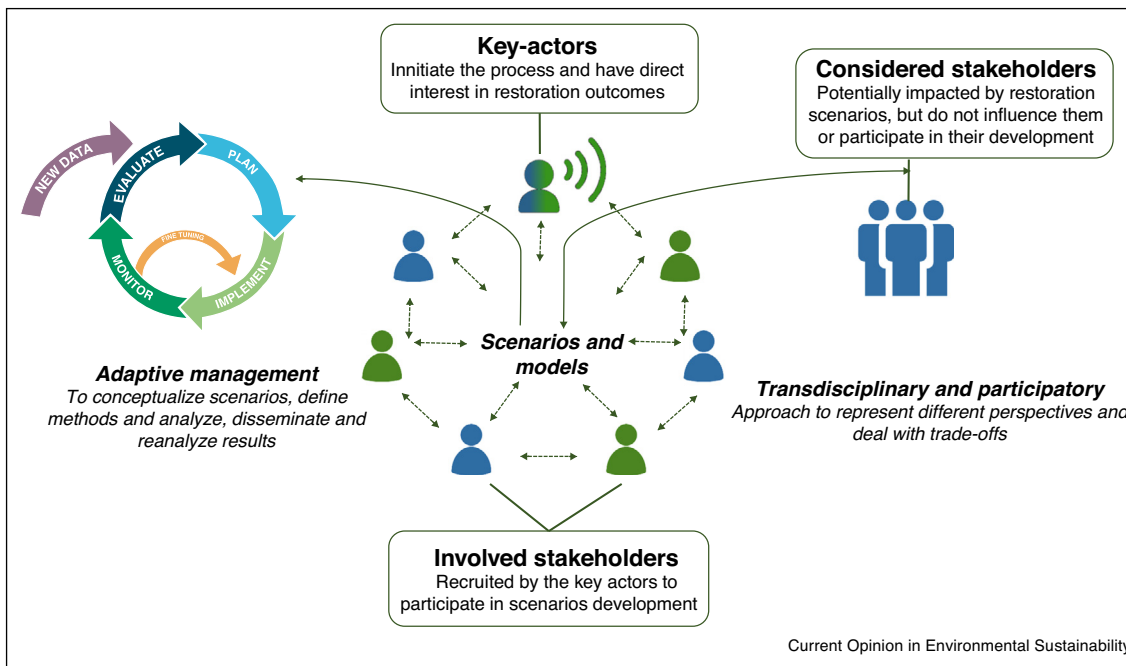 Key-actors
Innitiate the process and have direct
interest in restoration outcomes
Considered stakeholders
Potentially impacted by restoration
scenarios, but do not influence them
or participate in their development
NEW DATA
EVALUATE
PLAN
IMPLEMENT
MONITOR
FINE TUNING
Scenarios and
models
Adaptive management
To conceptualize scenarios, define
methods and analyze, disseminate and
reanalyze results
Transdisciplinary and participatory
Approach to represent different perspectives and
deal with trade-offs
Involved stakeholders
Recruited by the key actors to
participate in scenarios development
Current Opinion in Environmental Sustainability